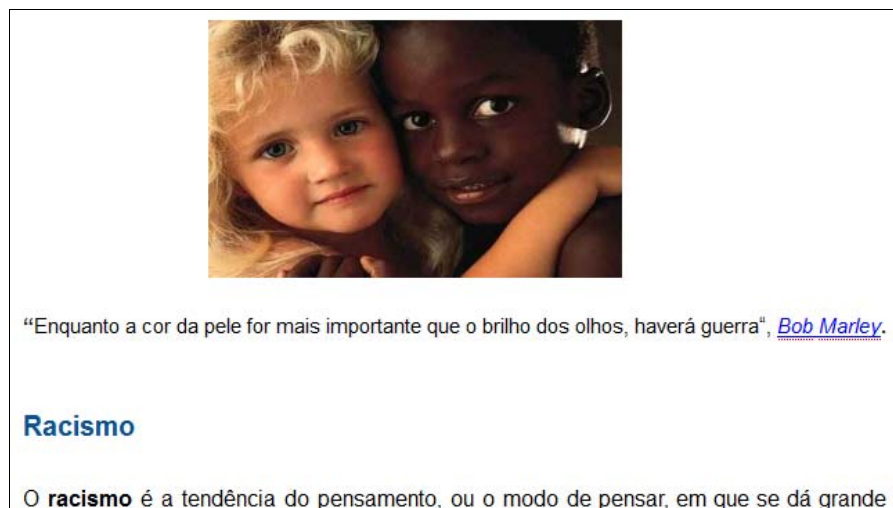 “Enquanto a cor da pele for mais importante que o brilho dos olhos, haverá guerra“, Bob Marley.
Racismo
O racismo é a tendência do pensamento, ou o modo de pensar, em que se dá grande